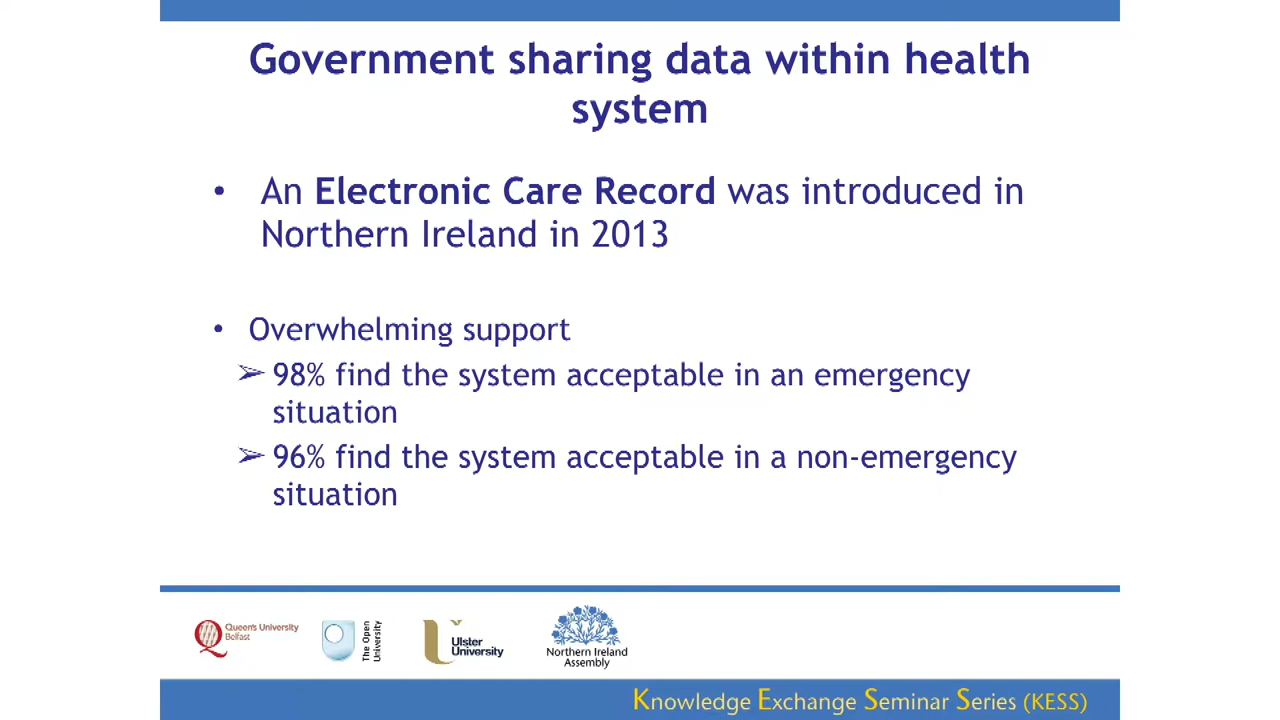 Government sharing data within health
system
• An Electronic Care Record was introduced in
Northern Ireland in 2013
• Overwhelming support
➢ 98% find the system acceptable in an emergency
situation
➢ 96% find the system acceptable in a non-emergency
situation
Queen's University
Belfast
The Open
University
Ulster
University
Northern Ireland
Assembly
Knowledge Exchange Seminar Series (KESS)